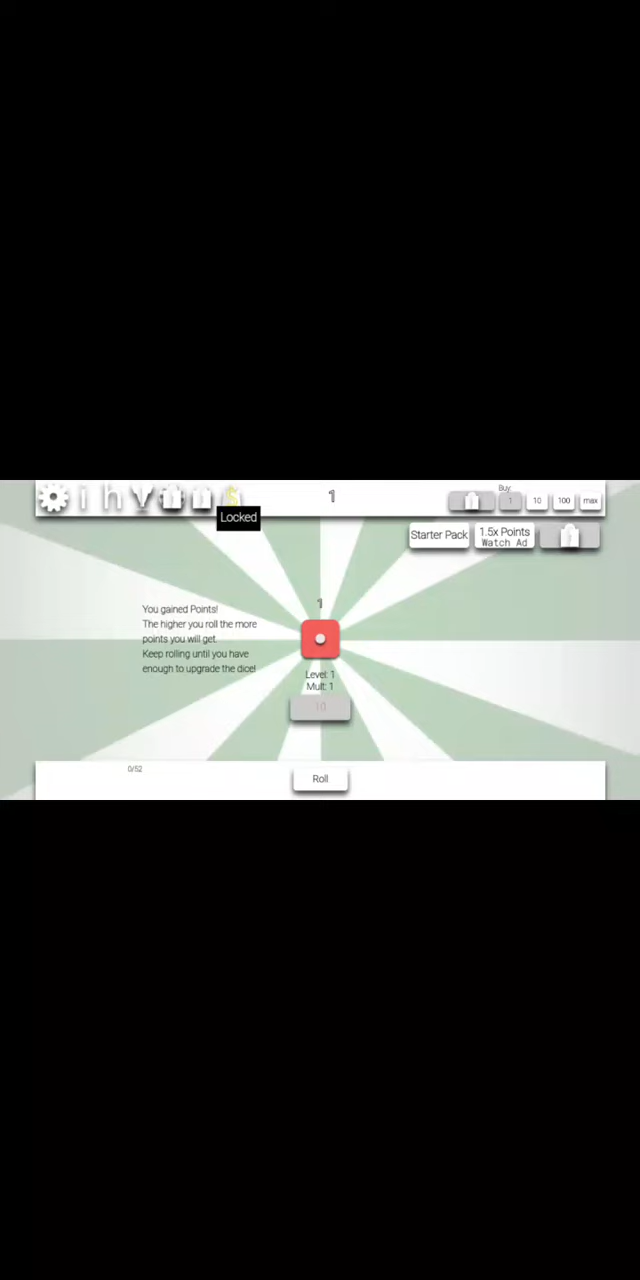 i h
$
1
Buy:
1 10 100 max
Locked
Starter Pack
1.5x Points
Watch Ad
You gained Points!
The higher you roll the more
points you will get.
Keep rolling until you have
enough to upgrade the dice!
1
Level: 1
Mult: 1
10
0/52
Roll